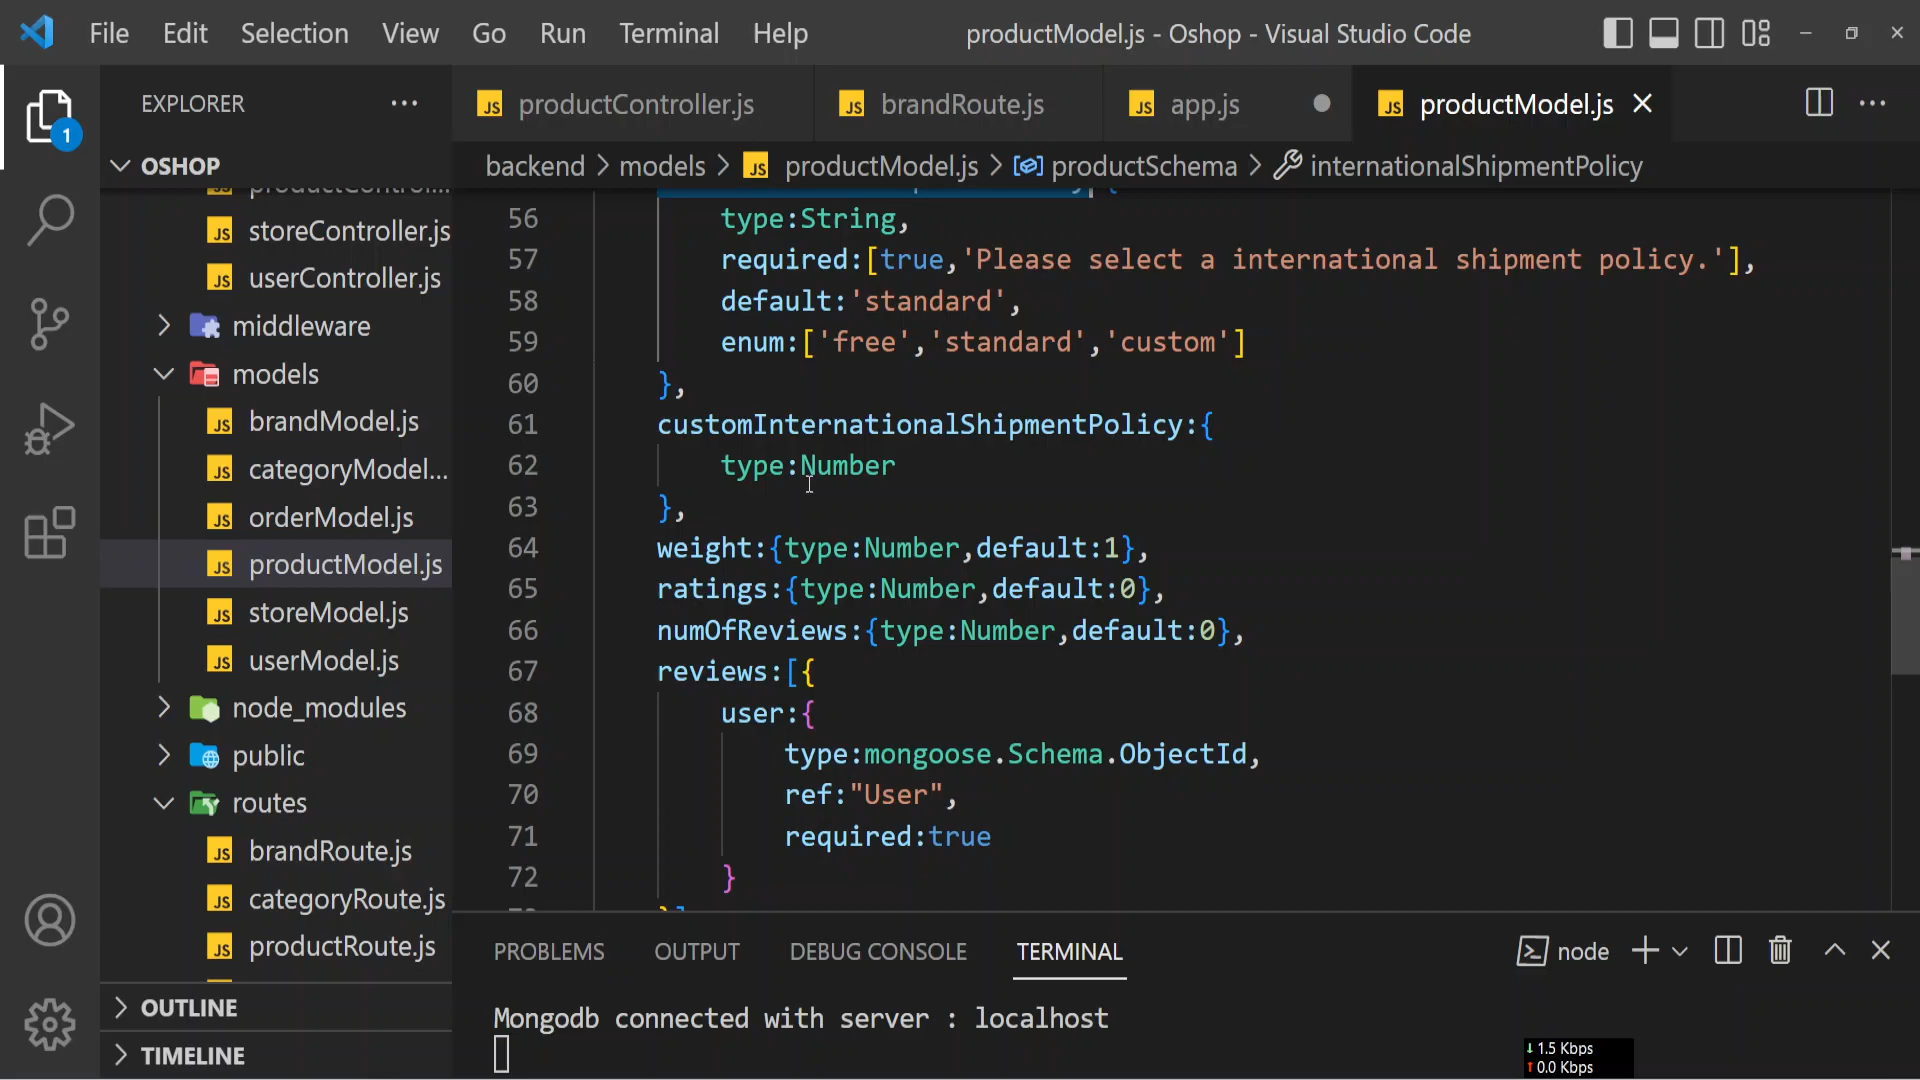 File Edit Selection View Go Run Terminal Help productModel.js - Oshop - Visual Studio Code
EXPLORER
1
OSHOP
productControl...
storeController.js
userController.js
middleware
models
brandModel.js
categoryModel...
orderModel.js
productModel.js
storeModel.js
userModel.js
node_modules
public
routes
brandRoute.js
categoryRoute.js
productRoute.js
OUTLINE
TIMELINE
JS productController.js JS brandRoute.js JS app.js JS productModel.js
backend > models > JS productModel.js > productSchema > internationalShipmentPolicy
56 type:String,
57 required:[true,'Please select a international shipment policy.'],
58 default:'standard',
59 enum:['free','standard','custom']
60 },
61 customInternationalShipmentPolicy:{
62 type:Number
63 },
64 weight:{type:Number,default:1},
65 ratings:{type:Number,default:0},
66 numOfReviews:{type:Number,default:0},
67 reviews:[{
68 user:{
69 type:mongoose.Schema.ObjectId,
70 ref:"User",
71 required:true
72 }
PROBLEMS OUTPUT DEBUG CONSOLE TERMINAL node
Mongodb connected with server : localhost
1.5 Kbps
0.0 Kbps